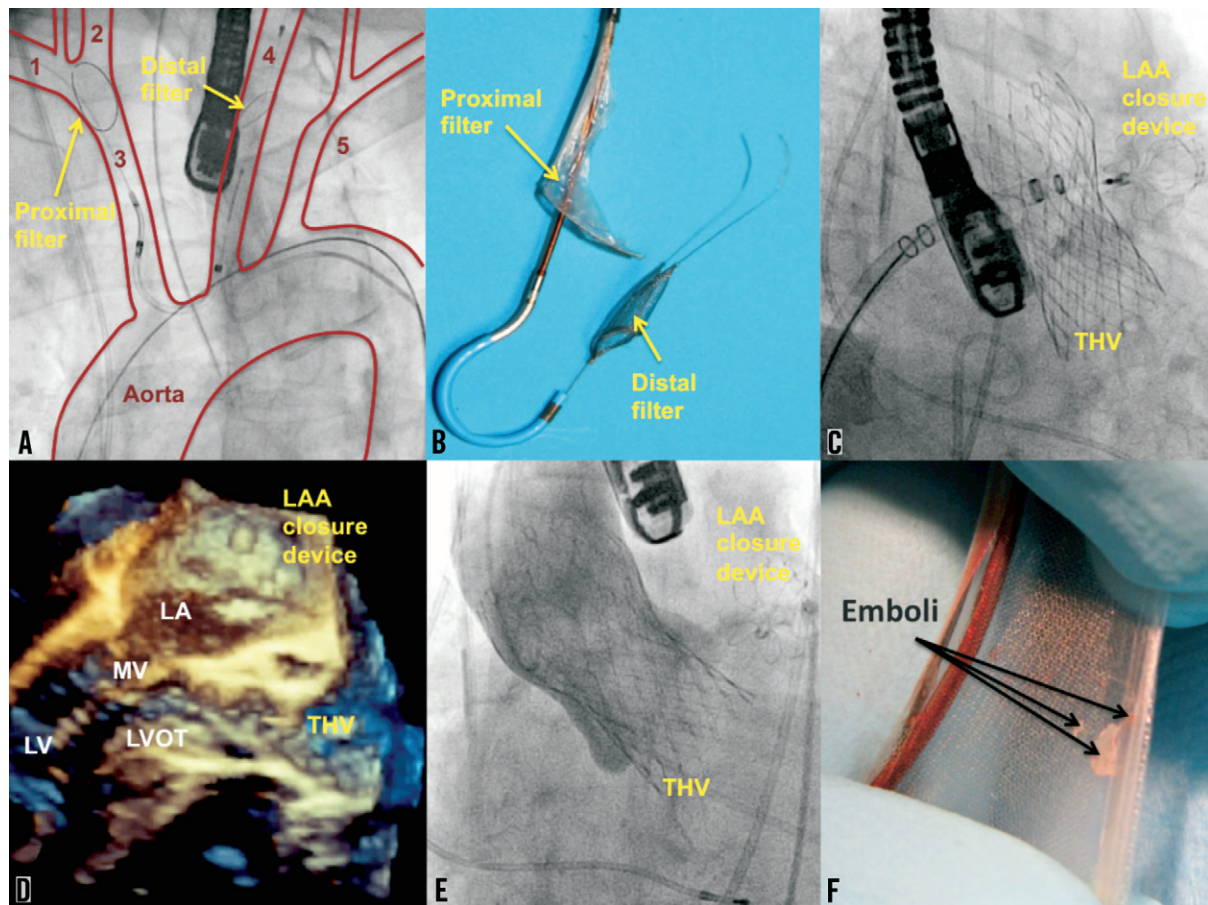 1
2
3
4
5
Distal
filter
Proximal
filter
Aorta
A
Proximal
filter
Distal
filter
B
LAA
closure
device
THV
C
LAA
closure
device
LA
MV
THV
LV
LVOT
D
LAA
closure
device
THV
E
Emboli
F